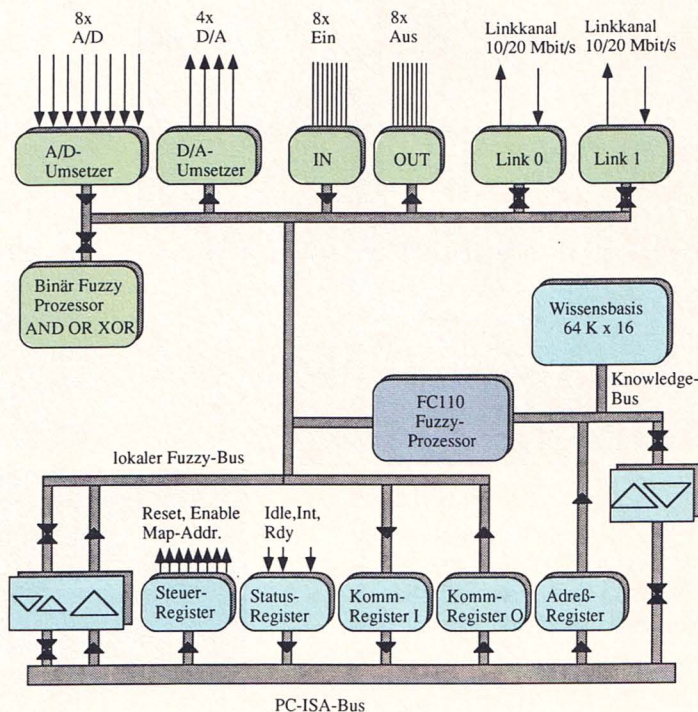 8x
A/D
4x
D/A
8x
Ein
8x
Aus
Linkkanal
10/20 Mbit/s
Linkkanal
10/20 Mbit/s
A/D-
Umsetzer
D/A-
Umsetzer
IN
OUT
Link 0
Link 1
Binär Fuzzy
Prozessor
AND OR XOR
Wissensbasis
64 K x 16
Knowledge-
Bus
FC110
Fuzzy-
Prozessor
lokaler Fuzzy-Bus
Reset, Enable
Map-Addr.
Idle,Int,
Rdy
Steuer-
Register
Status-
Register
Komm-
Register I
Komm-
Register O
Adreß-
Register
PC-ISA-Bus